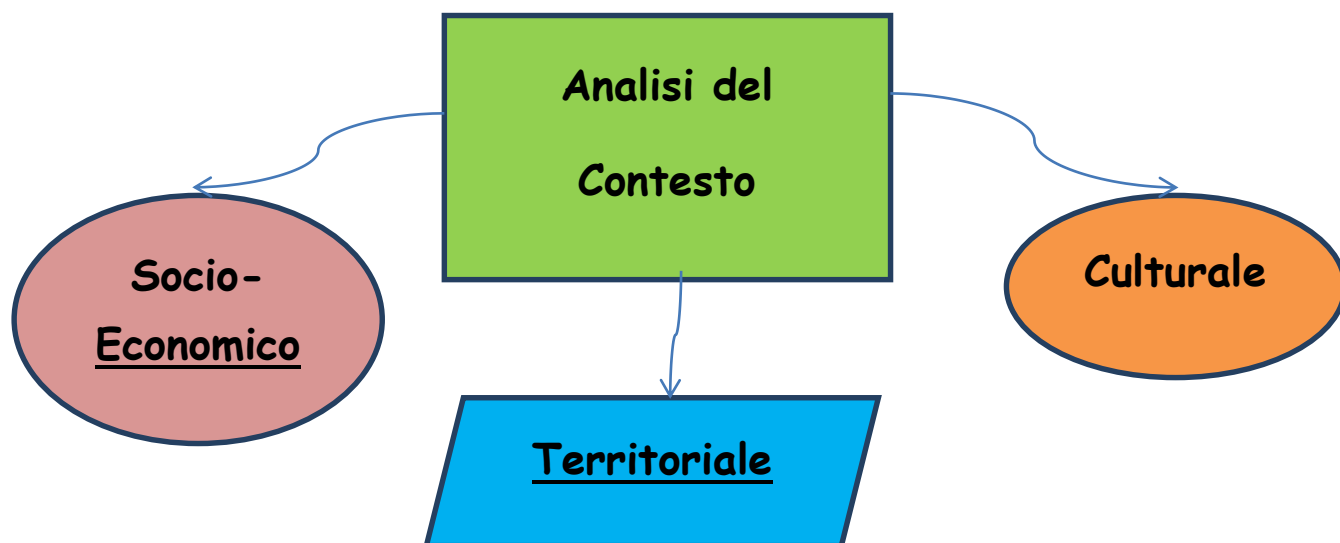 Analisi del
Contesto
Socio-
Economico
Culturale
Territoriale